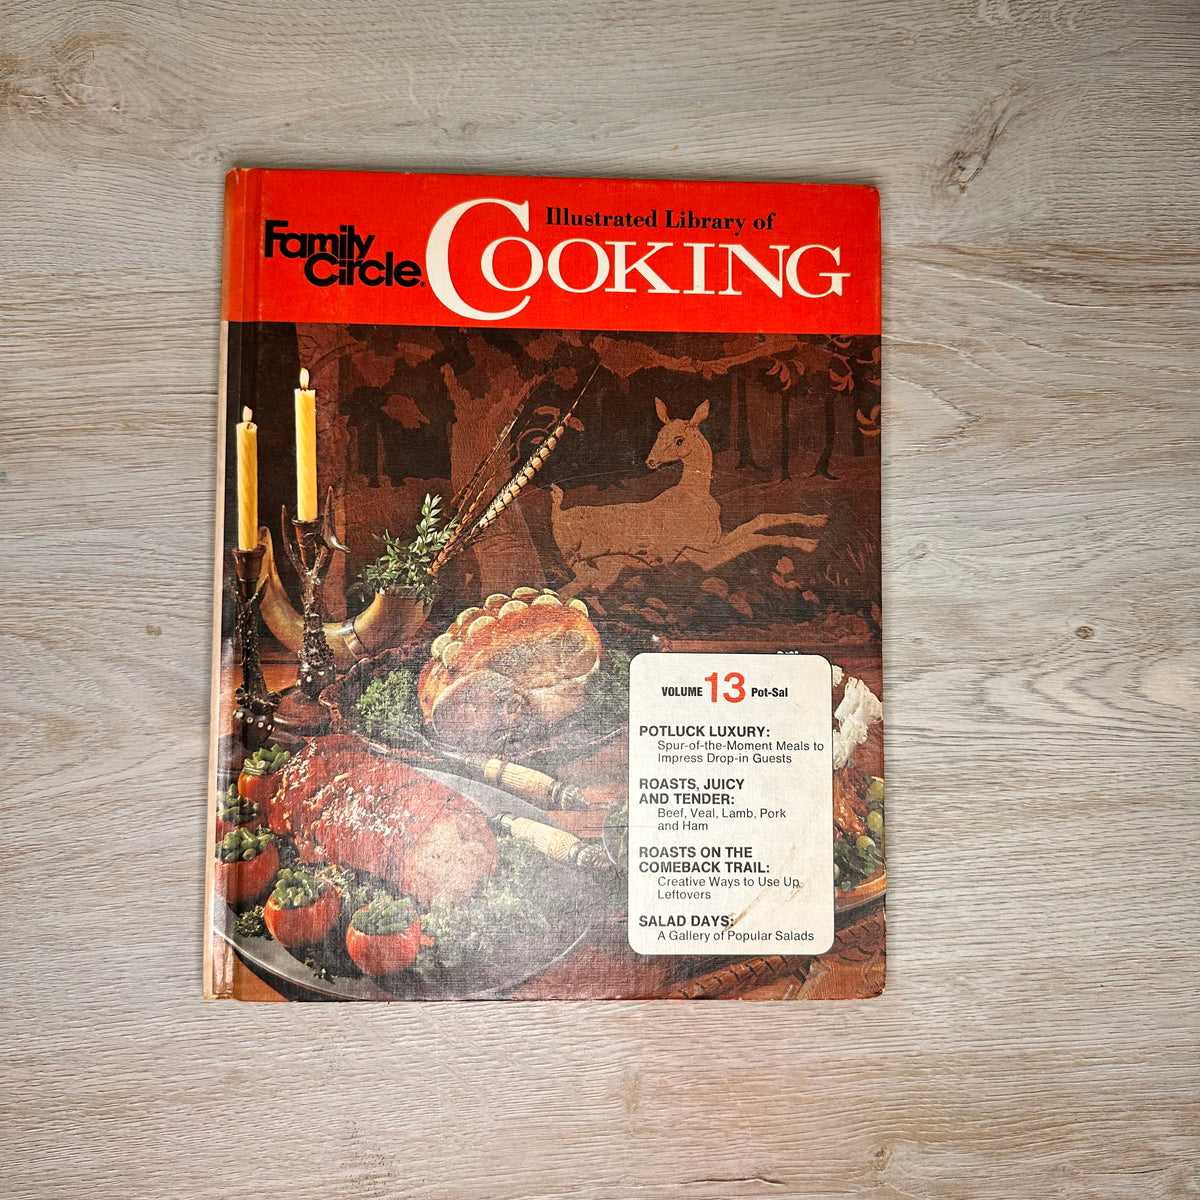 Family
Circle®
Illustrated Library of
COOKING
VOLUME 13 Pot-Sal
POTLUCK LUXURY:
Spur-of-the-Moment Meals to
Impress Drop-in Guests
ROASTS, JUICY
AND TENDER:
Beef, Veal, Lamb, Pork
and Ham
ROASTS ON THE
COMEBACK TRAIL:
Creative Ways to Use Up
Leftovers
SALAD DAYS:
A Gallery of Popular Salads